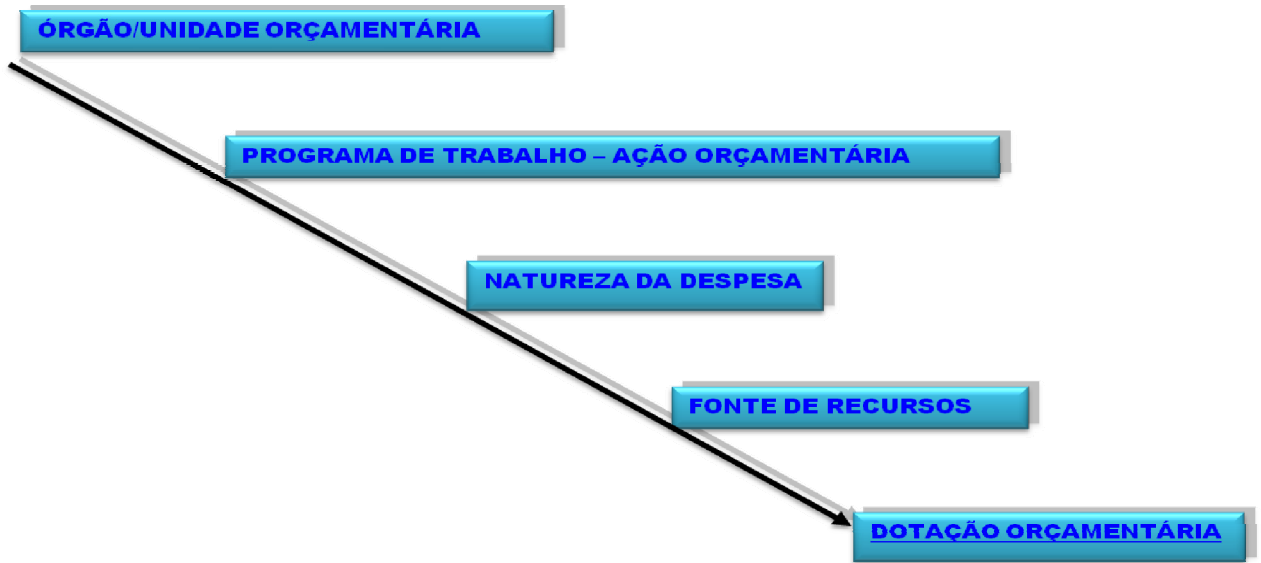 ÓRGÃO/UNIDADE ORÇAMENTÁRIA
PROGRAMA DE TRABALHO – AÇÃO ORÇAMENTÁRIA
NATUREZA DA DESPESA
FONTE DE RECURSOS
DOTAÇÃO ORÇAMENTÁRIA